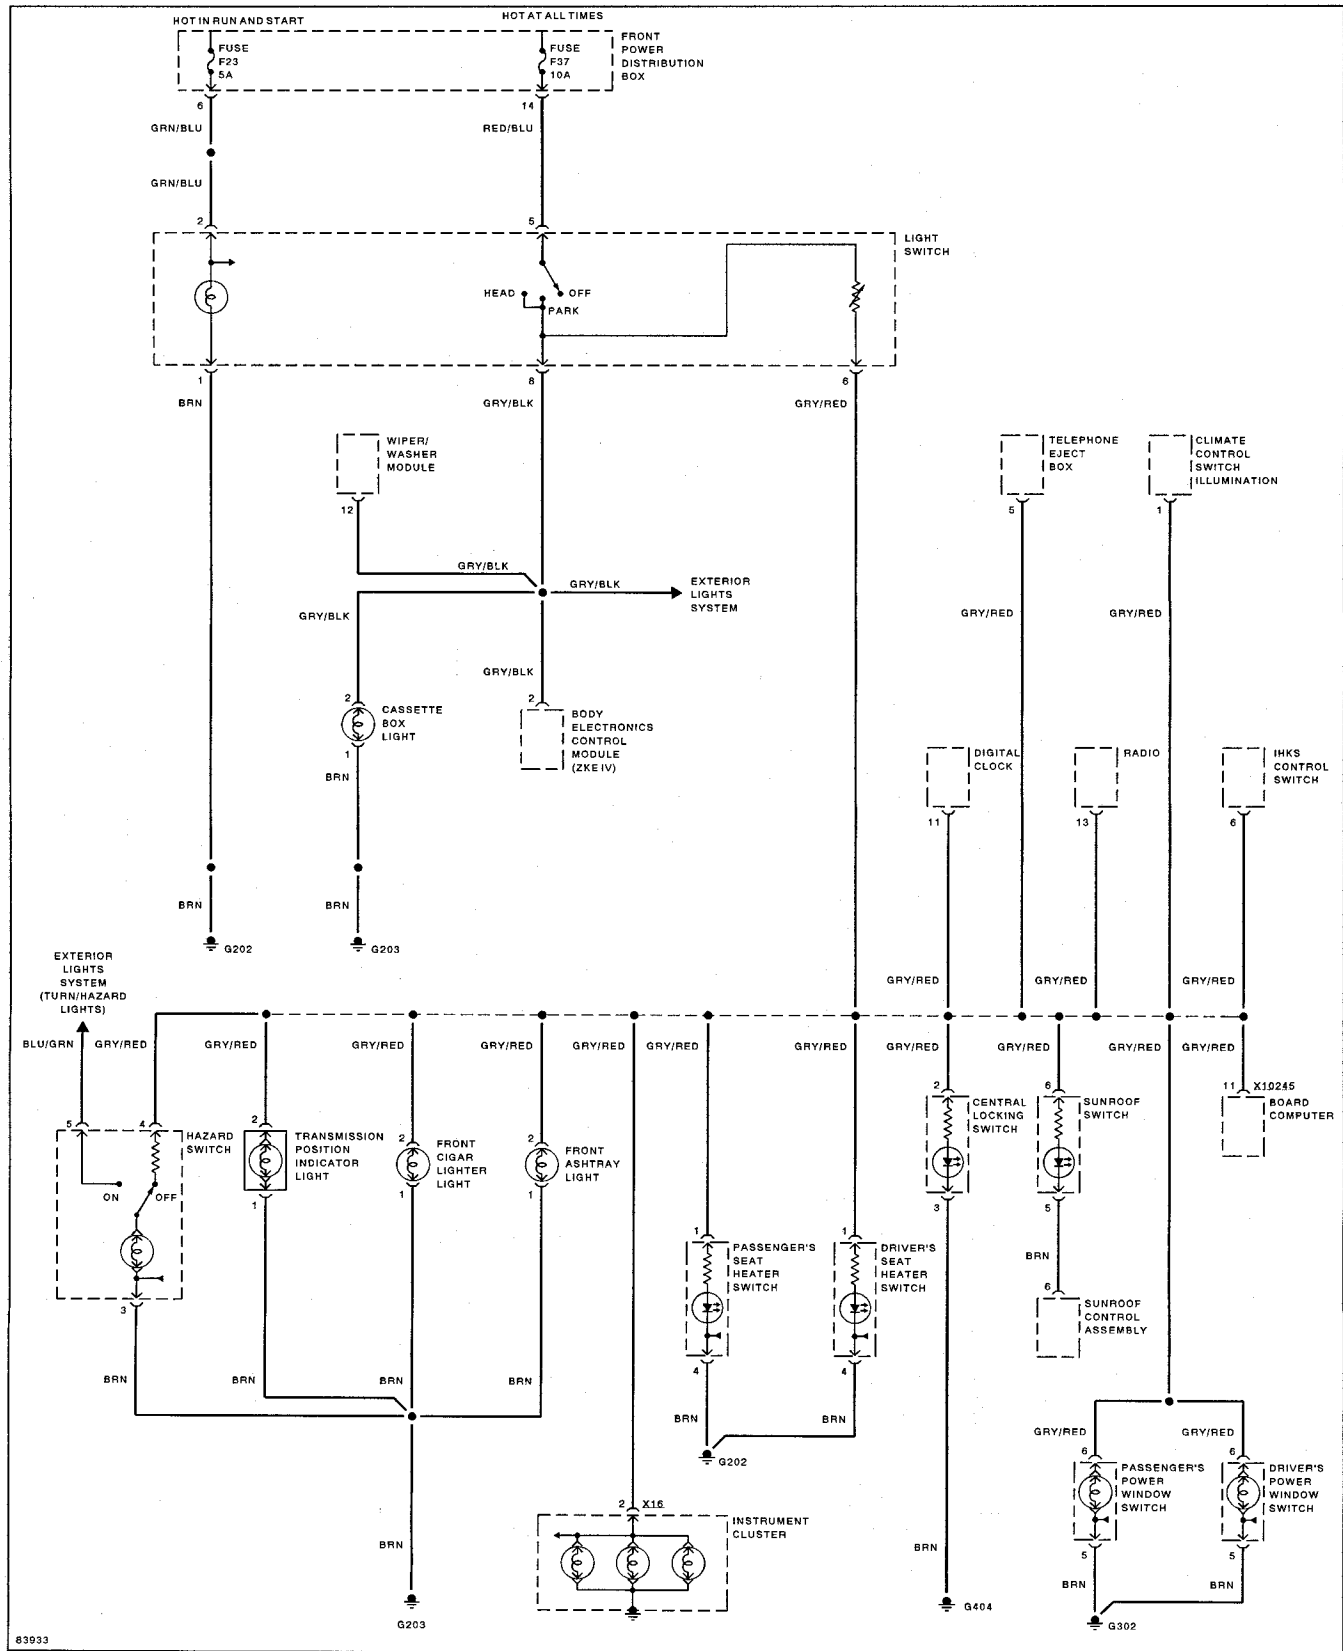 HOT IN RUN AND START
HOT AT ALL TIMES
FUSE
F23
5A
FUSE
F37
10A
FRONT
POWER
DISTRIBUTION
BOX
6
14
GRN/BLU
RED/BLU
GRN/BLU
2
5
LIGHT
SWITCH
HEAD
OFF
PARK
1
8
6
BRN
GRY/BLK
GRY/RED
WIPER/
WASHER
MODULE
12
TELEPHONE
EJECT
BOX
5
CLIMATE
CONTROL
SWITCH
ILLUMINATION
1
GRY/BLK
GRY/BLK
EXTERIOR
LIGHTS
SYSTEM
GRY/BLK
GRY/RED
GRY/RED
GRY/BLK
2
CASSETTE
BOX
LIGHT
1
2
BODY
ELECTRONICS
CONTROL
MODULE
(ZKE IV)
BRN
DIGITAL
CLOCK
11
RADIO
13
IHKS
CONTROL
SWITCH
6
BRN
BRN
G202
G203
EXTERIOR
LIGHTS
SYSTEM
(TURN/HAZARD
LIGHTS)
GRY/RED
GRY/RED
GRY/RED
BLU/GRN
GRY/RED
GRY/RED
GRY/RED
GRY/RED
GRY/RED
GRY/RED
GRY/RED
GRY/RED
GRY/RED
GRY/RED
GRY/RED
5
4
HAZARD
SWITCH
ON
OFF
3
2
TRANSMISSION
POSITION
INDICATOR
LIGHT
1
2
FRONT
CIGAR
LIGHTER
LIGHT
1
2
FRONT
ASHTRAY
LIGHT
1
2
CENTRAL
LOCKING
SWITCH
3
6
SUNROOF
SWITCH
5
11 X10245
BOARD
COMPUTER
1
PASSENGER'S
SEAT
HEATER
SWITCH
4
1
DRIVER'S
SEAT
HEATER
SWITCH
4
BRN
6
SUNROOF
CONTROL
ASSEMBLY
BRN
BRN
BRN
BRN
BRN
BRN
G202
GRY/RED
GRY/RED
6
PASSENGER'S
POWER
WINDOW
SWITCH
5
6
DRIVER'S
POWER
WINDOW
SWITCH
5
2 X16
INSTRUMENT
CLUSTER
BRN
BRN
BRN
BRN
G203
G404
G302
83933